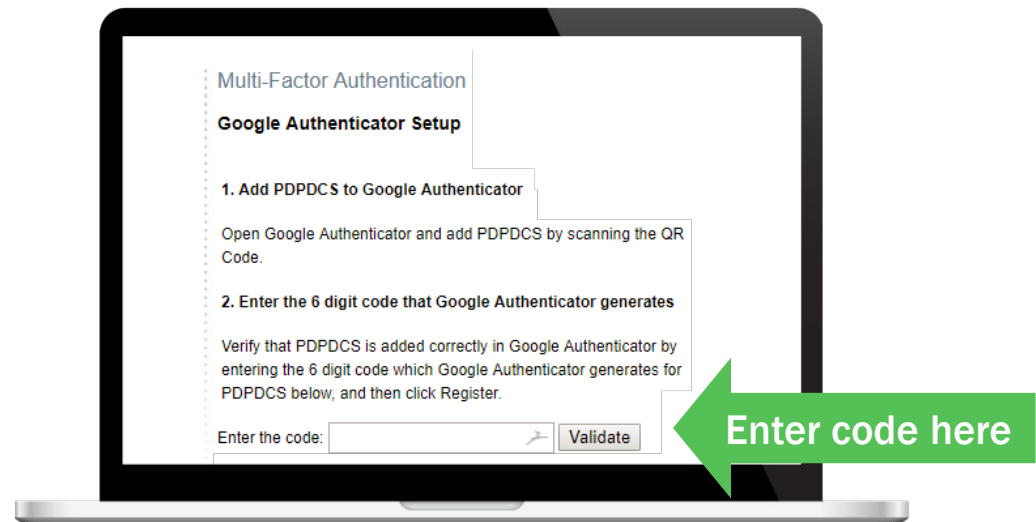 Multi-Factor Authentication
Google Authenticator Setup
1. Add PDPDCS to Google Authenticator
Open Google Authenticator and add PDPDCS by scanning the QR
Code.
2. Enter the 6 digit code that Google Authenticator generates
Verify that PDPDCS is added correctly in Google Authenticator by
entering the 6 digit code which Google Authenticator generates for
PDPDCS below, and then click Register.
Enter the code: Validate
Enter code here